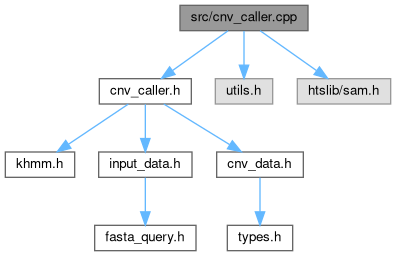 src/cnv_caller.cpp
cnv_caller.h
utils.h
htslib/sam.h
khmm.h
input_data.h
cnv_data.h
fasta_query.h
types.h